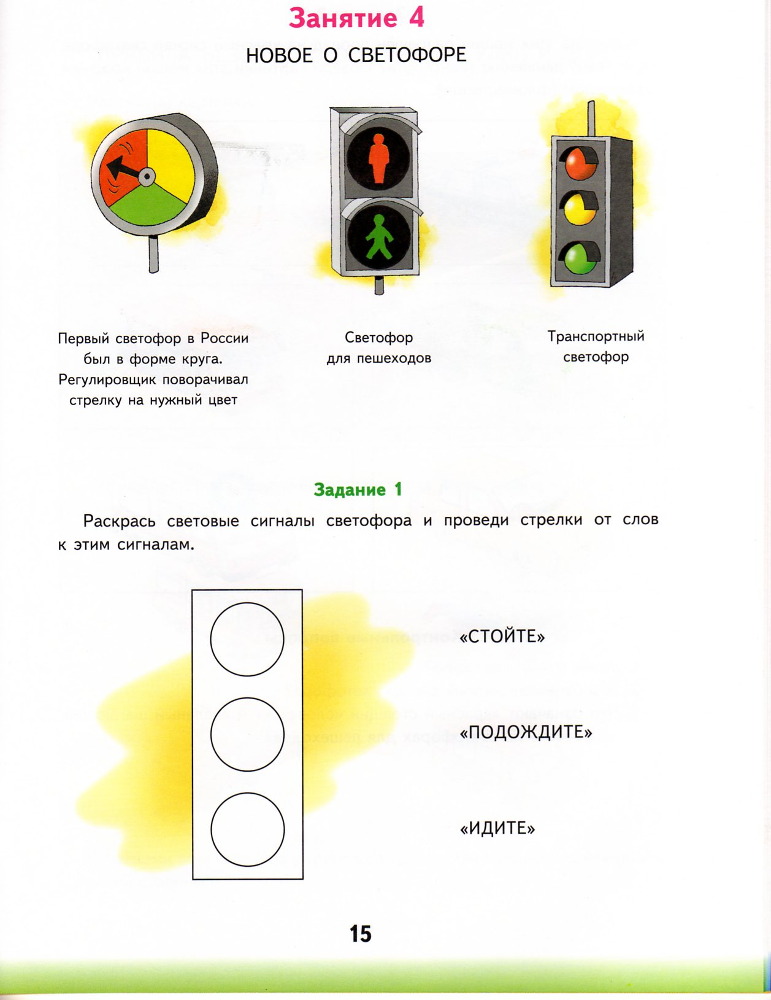 Занятие 4
НОВОЕ О СВЕТОФОРЕ
Первый светофор в России
был в форме круга.
Регулировщик поворачивал
стрелку на нужный цвет
Светофор
для пешеходов
Транспортный
светофор
Задание 1
Раскрась световые сигналы светофора и проведи стрелки от слов
к этим сигналам.
«СТОЙТЕ»
«ПОДОЖДИТЕ»
«ИДИТЕ»
15